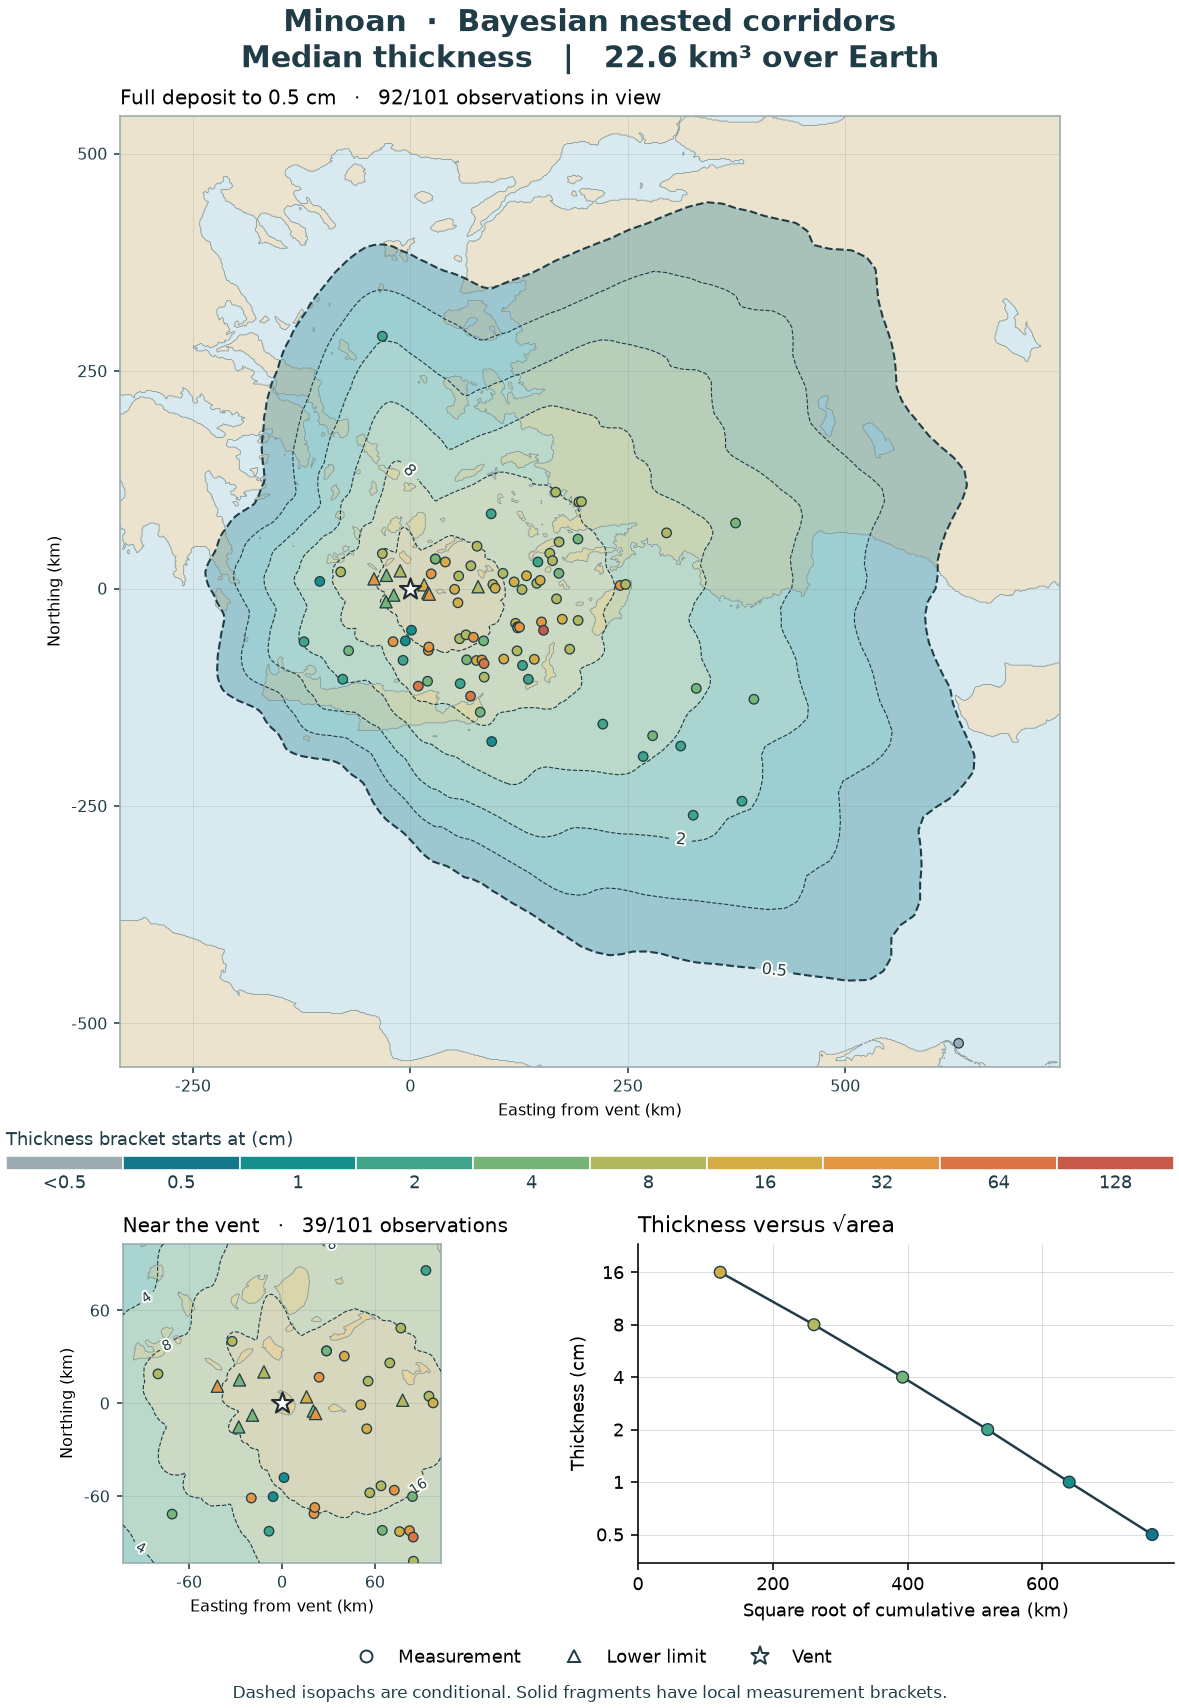 Minoan · Bayesian nested corridors
Median thickness | 22.6 km³ over Earth
Full deposit to 0.5 cm · 92/101 observations in view
500
250
0
-250
-500
Northing (km)
8
2
0.5
-250
0
250
500
Easting from vent (km)
Thickness bracket starts at (cm)
<0.5
0.5
1
2
4
8
16
32
64
128
Near the vent · 39/101 observations
60
0
-60
Northing (km)
8
4
8
16
4
-60
0
60
Easting from vent (km)
Thickness versus √area
16
8
4
2
1
0.5
Thickness (cm)
0
200
400
600
Square root of cumulative area (km)
Measurement
Lower limit
Vent
Dashed isopachs are conditional. Solid fragments have local measurement brackets.